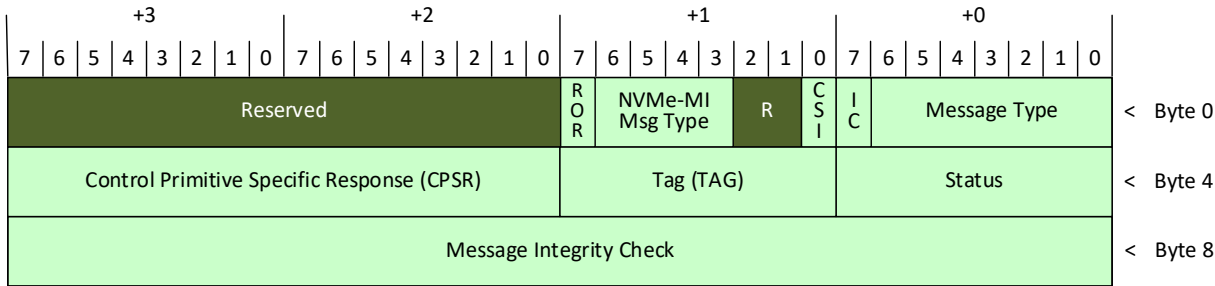 +3 +2 +1 +0
7 6 5 4 3 2 1 0 7 6 5 4 3 2 1 0 7 6 5 4 3 2 1 0 7 6 5 4 3 2 1 0
Reserved ROR NVMe-MI Msg Type R CSI IC Message Type < Byte 0
Control Primitive Specific Response (CPSR) Tag (TAG) Status < Byte 4
Message Integrity Check < Byte 8